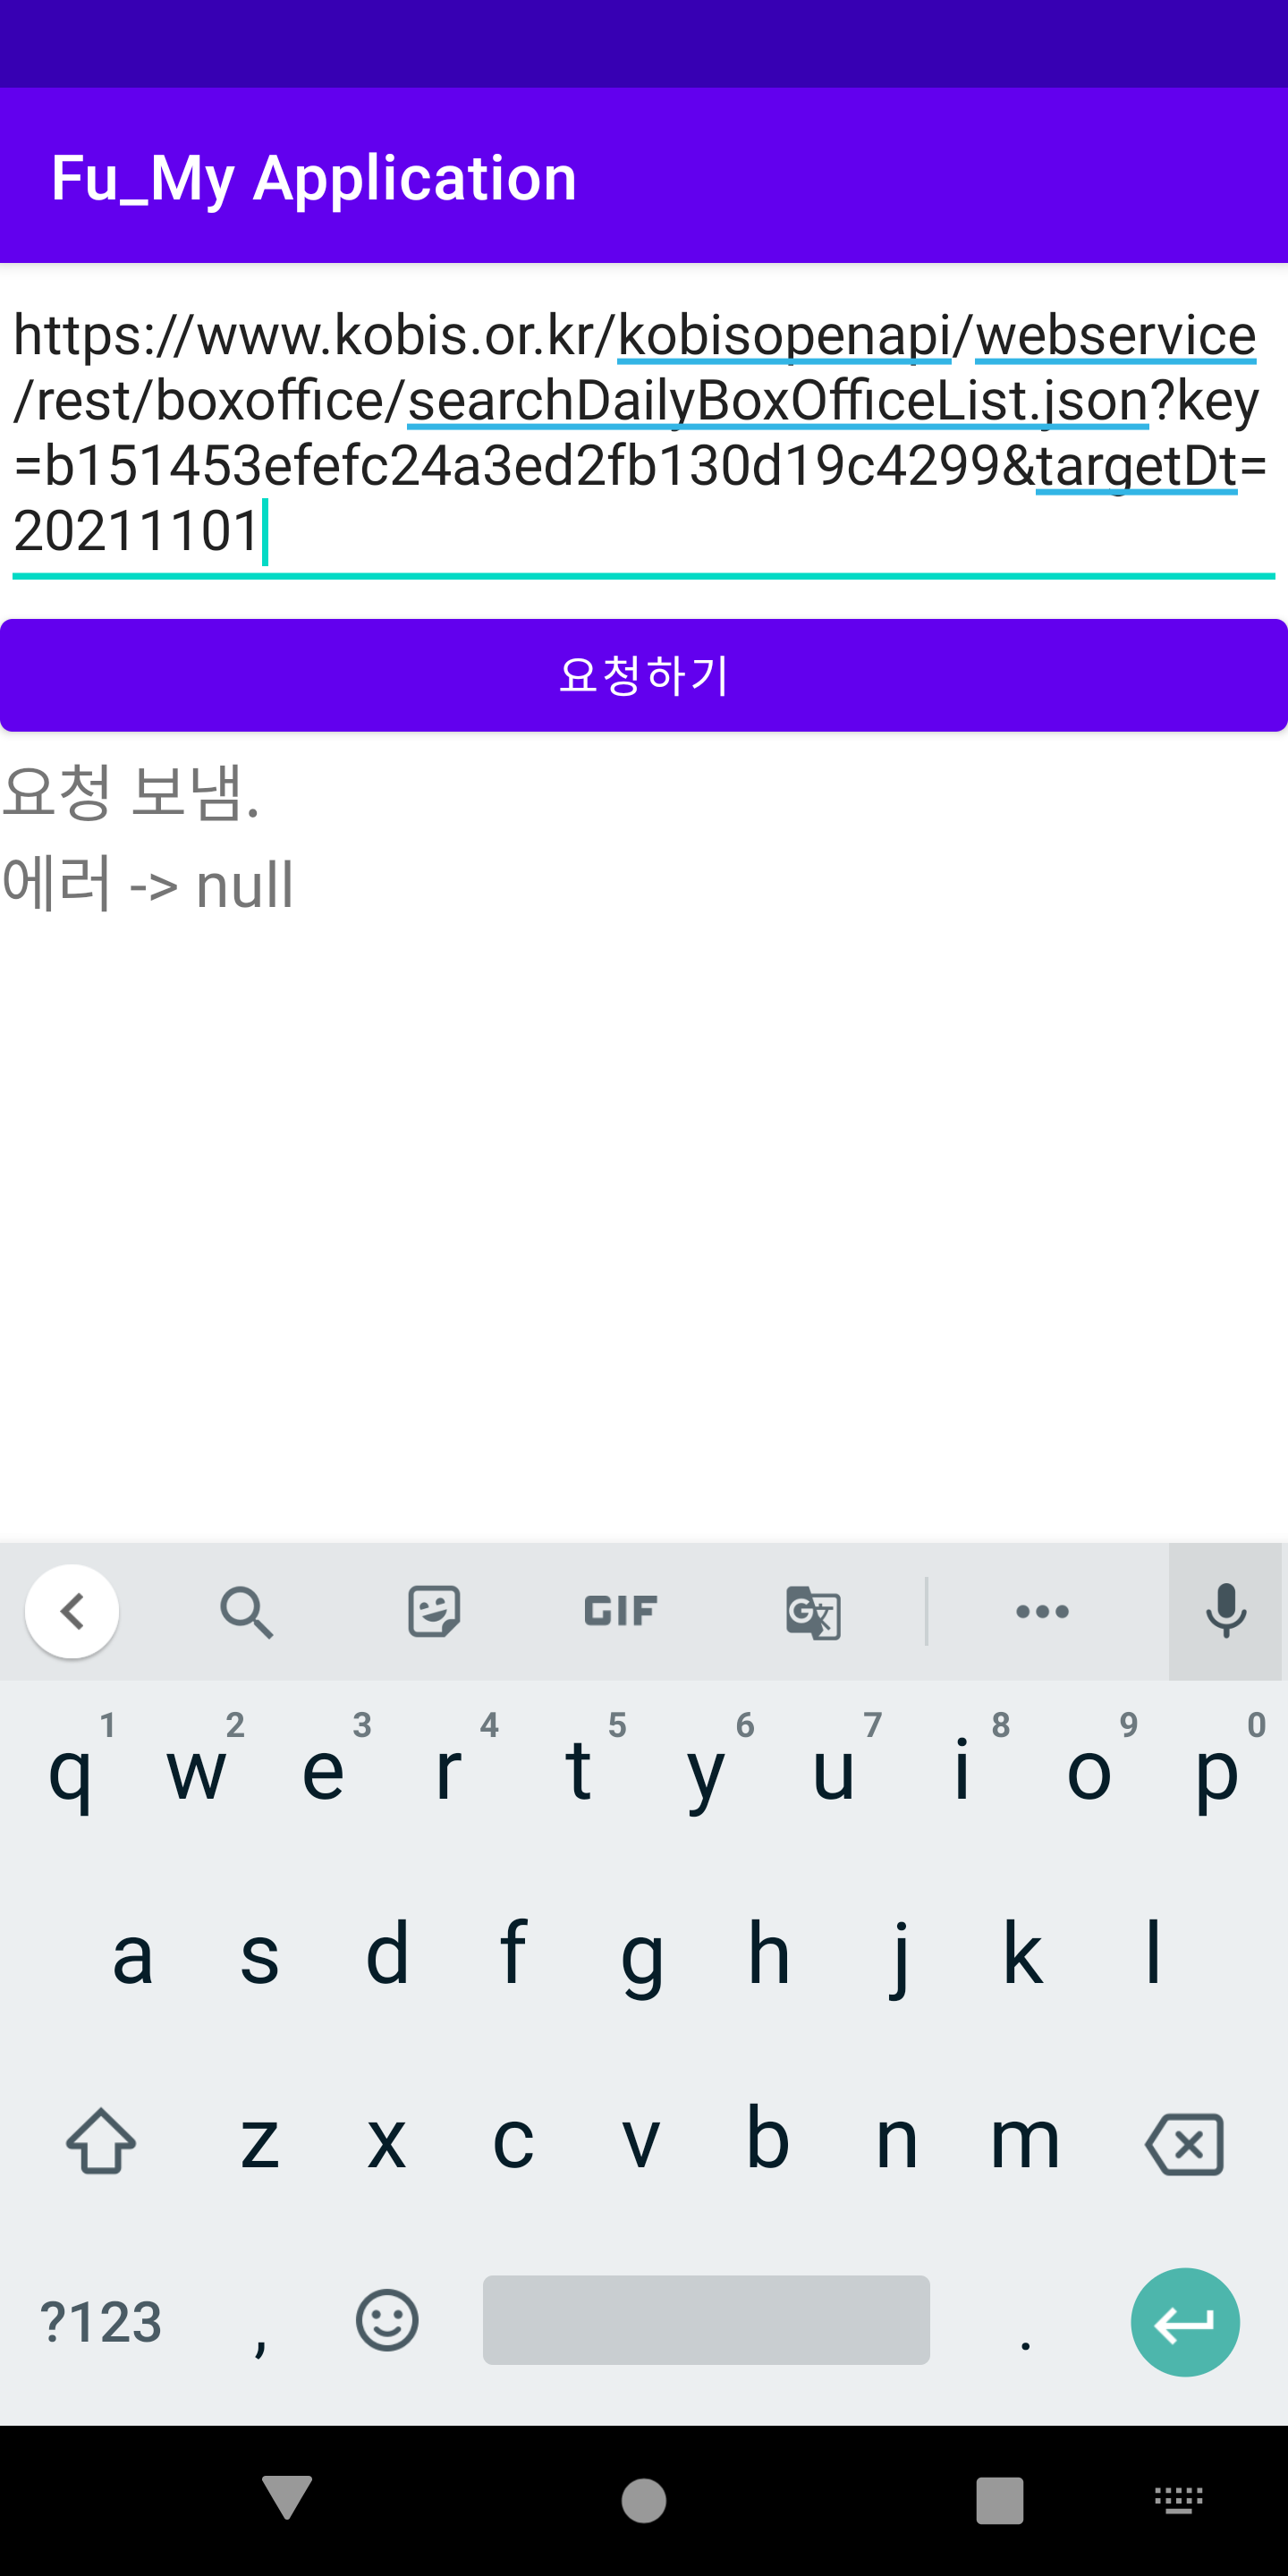 Fu_My Application
https://www.kobis.or.kr/kobisopenapi/webservice
/rest/boxoffice/searchDailyBoxOfficeList.json?key
=b151453efefc24a3ed2fb130d19c4299&targetDt=
20211101
요청하기
요청 보냄.
에러 -> null
GIF
1 2 3 4 5 6 7 8 9 0
q w e r t y u i o p
a s d f g h j k l
z x c v b n m
?123 , .